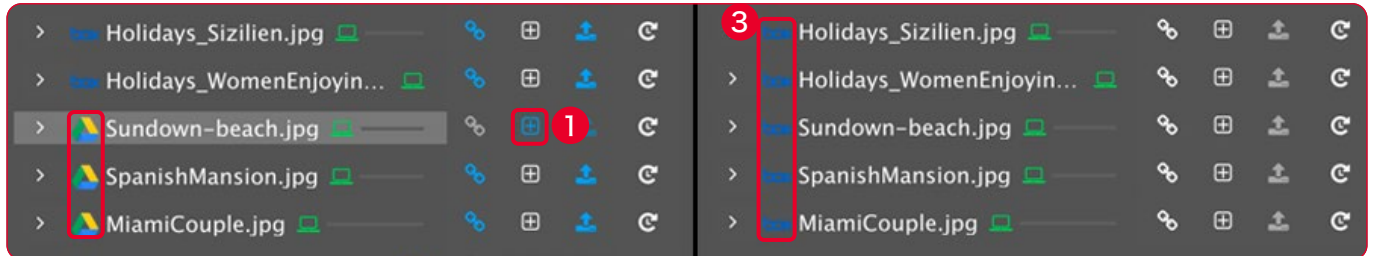 Holidays_Sizilien.jpg
Holidays_WomenEnjoyin...
Sundown-beach.jpg
1
SpanishMansion.jpg
MiamiCouple.jpg
3
Holidays_Sizilien.jpg
Holidays_WomenEnjoyin...
Sundown-beach.jpg
SpanishMansion.jpg
MiamiCouple.jpg